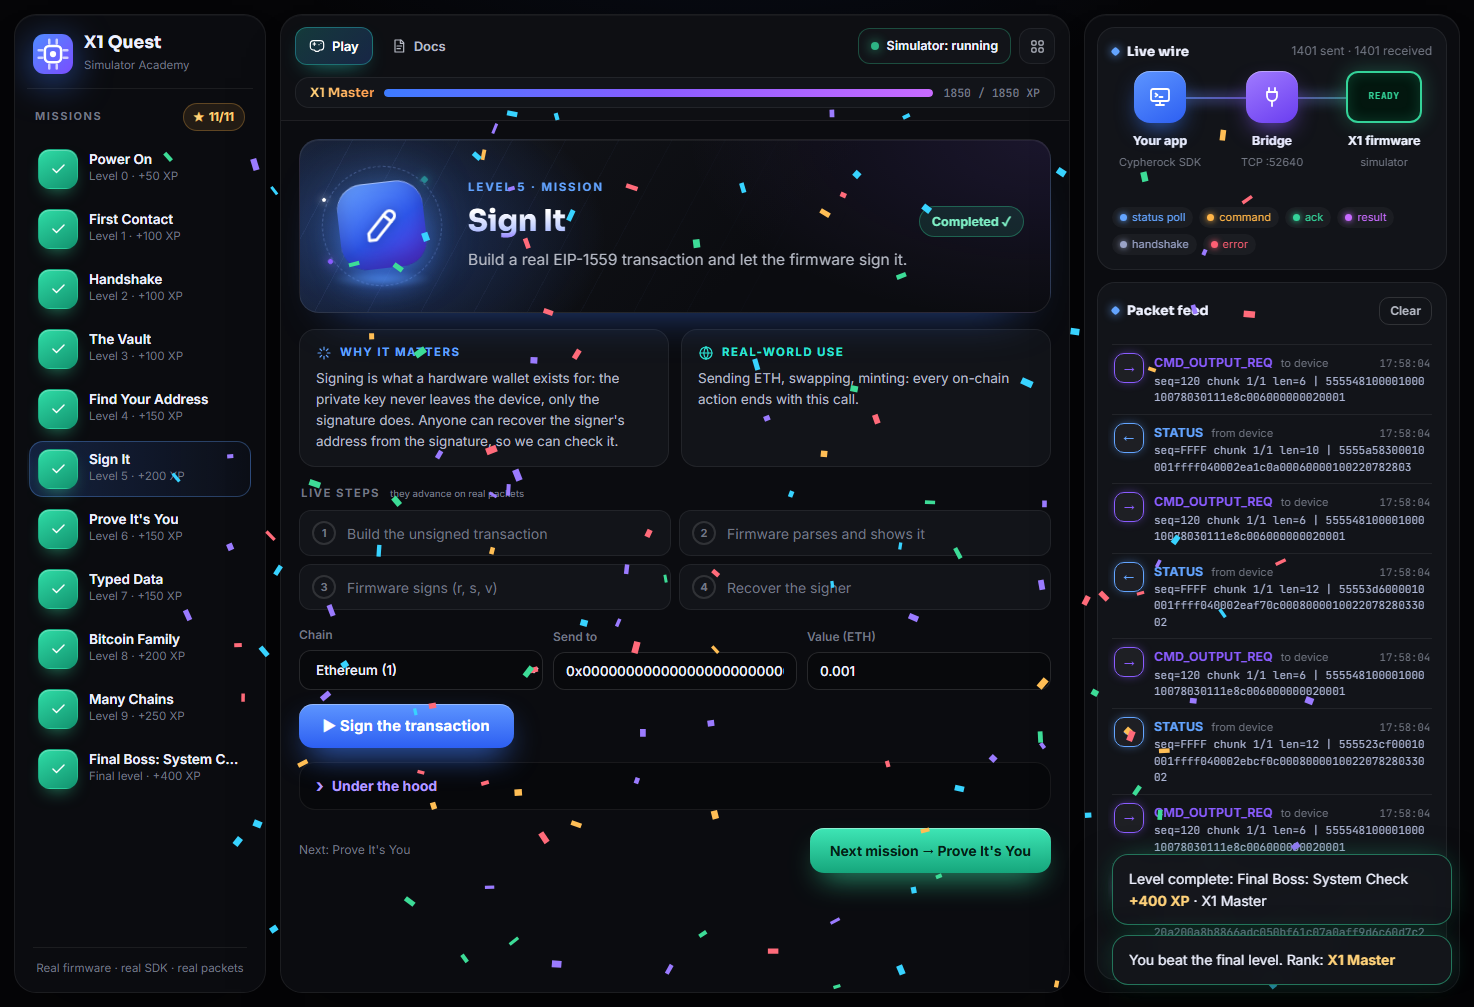 X1 Quest
Simulator Academy
MISSIONS
★ 11/11
Power On
Level 0 · +50 XP
First Contact
Level 1 · +100 XP
Handshake
Level 2 · +100 XP
The Vault
Level 3 · +100 XP
Find Your Address
Level 4 · +150 XP
Sign It
Level 5 · +200 XP
Prove It's You
Level 6 · +150 XP
Typed Data
Level 7 · +150 XP
Bitcoin Family
Level 8 · +200 XP
Many Chains
Level 9 · +250 XP
Final Boss: System C...
Final level · +400 XP
Real firmware · real SDK · real packets
Play
Docs
Simulator: running
X1 Master
1850 / 1850 XP
LEVEL 5 · MISSION
Sign It
Build a real EIP-1559 transaction and let the firmware sign it.
Completed ✓
WHY IT MATTERS
Signing is what a hardware wallet exists for: the
private key never leaves the device, only the
signature does. Anyone can recover the signer's
address from the signature, so we can check it.
REAL-WORLD USE
Sending ETH, swapping, minting: every on-chain
action ends with this call.
LIVE STEPS they advance on real packets
1 Build the unsigned transaction
2 Firmware parses and shows it
3 Firmware signs (r, s, v)
4 Recover the signer
Chain
Send to
Value (ETH)
Ethereum (1)
0.001
▶ Sign the transaction
› Under the hood
Next: Prove It's You
Next mission → Prove It's You
Live wire
1401 sent · 1401 received
READY
Your app
Bridge
X1 firmware
Cypherock SDK
TCP :52640
simulator
status poll
command
ack
result
handshake
error
Packet feed
Clear
→ CMD_OUTPUT_REQ to device 17:58:04
seq=120 chunk 1/1 len=6 | 555548100001000
10078030111e8c006000000020001
← STATUS from device 17:58:04
seq=FFFF chunk 1/1 len=10 | 5555a58300010
001ffff040002ea1c0a00060000100220782803
→ CMD_OUTPUT_REQ to device 17:58:04
seq=120 chunk 1/1 len=6 | 555548100001000
10078030111e8c006000000020001
← STATUS from device 17:58:04
seq=FFFF chunk 1/1 len=12 | 55553d6000010
001ffff040002eaf70c0008000010022078280330
02
→ CMD_OUTPUT_REQ to device 17:58:04
seq=120 chunk 1/1 len=6 | 555548100001000
10078030111e8c006000000020001
STATUS from device 17:58:04
seq=FFFF chunk 1/1 len=12 | 555523cf00010
001ffff040002ebcf0c0008000010022078280330
02
→ CMD_OUTPUT_REQ to device 17:58:04
seq=120 chunk 1/1 len=6 | 555548100001000
10078030111e8c006000000020001
Level complete: Final Boss: System Check
+400 XP · X1 Master
You beat the final level. Rank: X1 Master